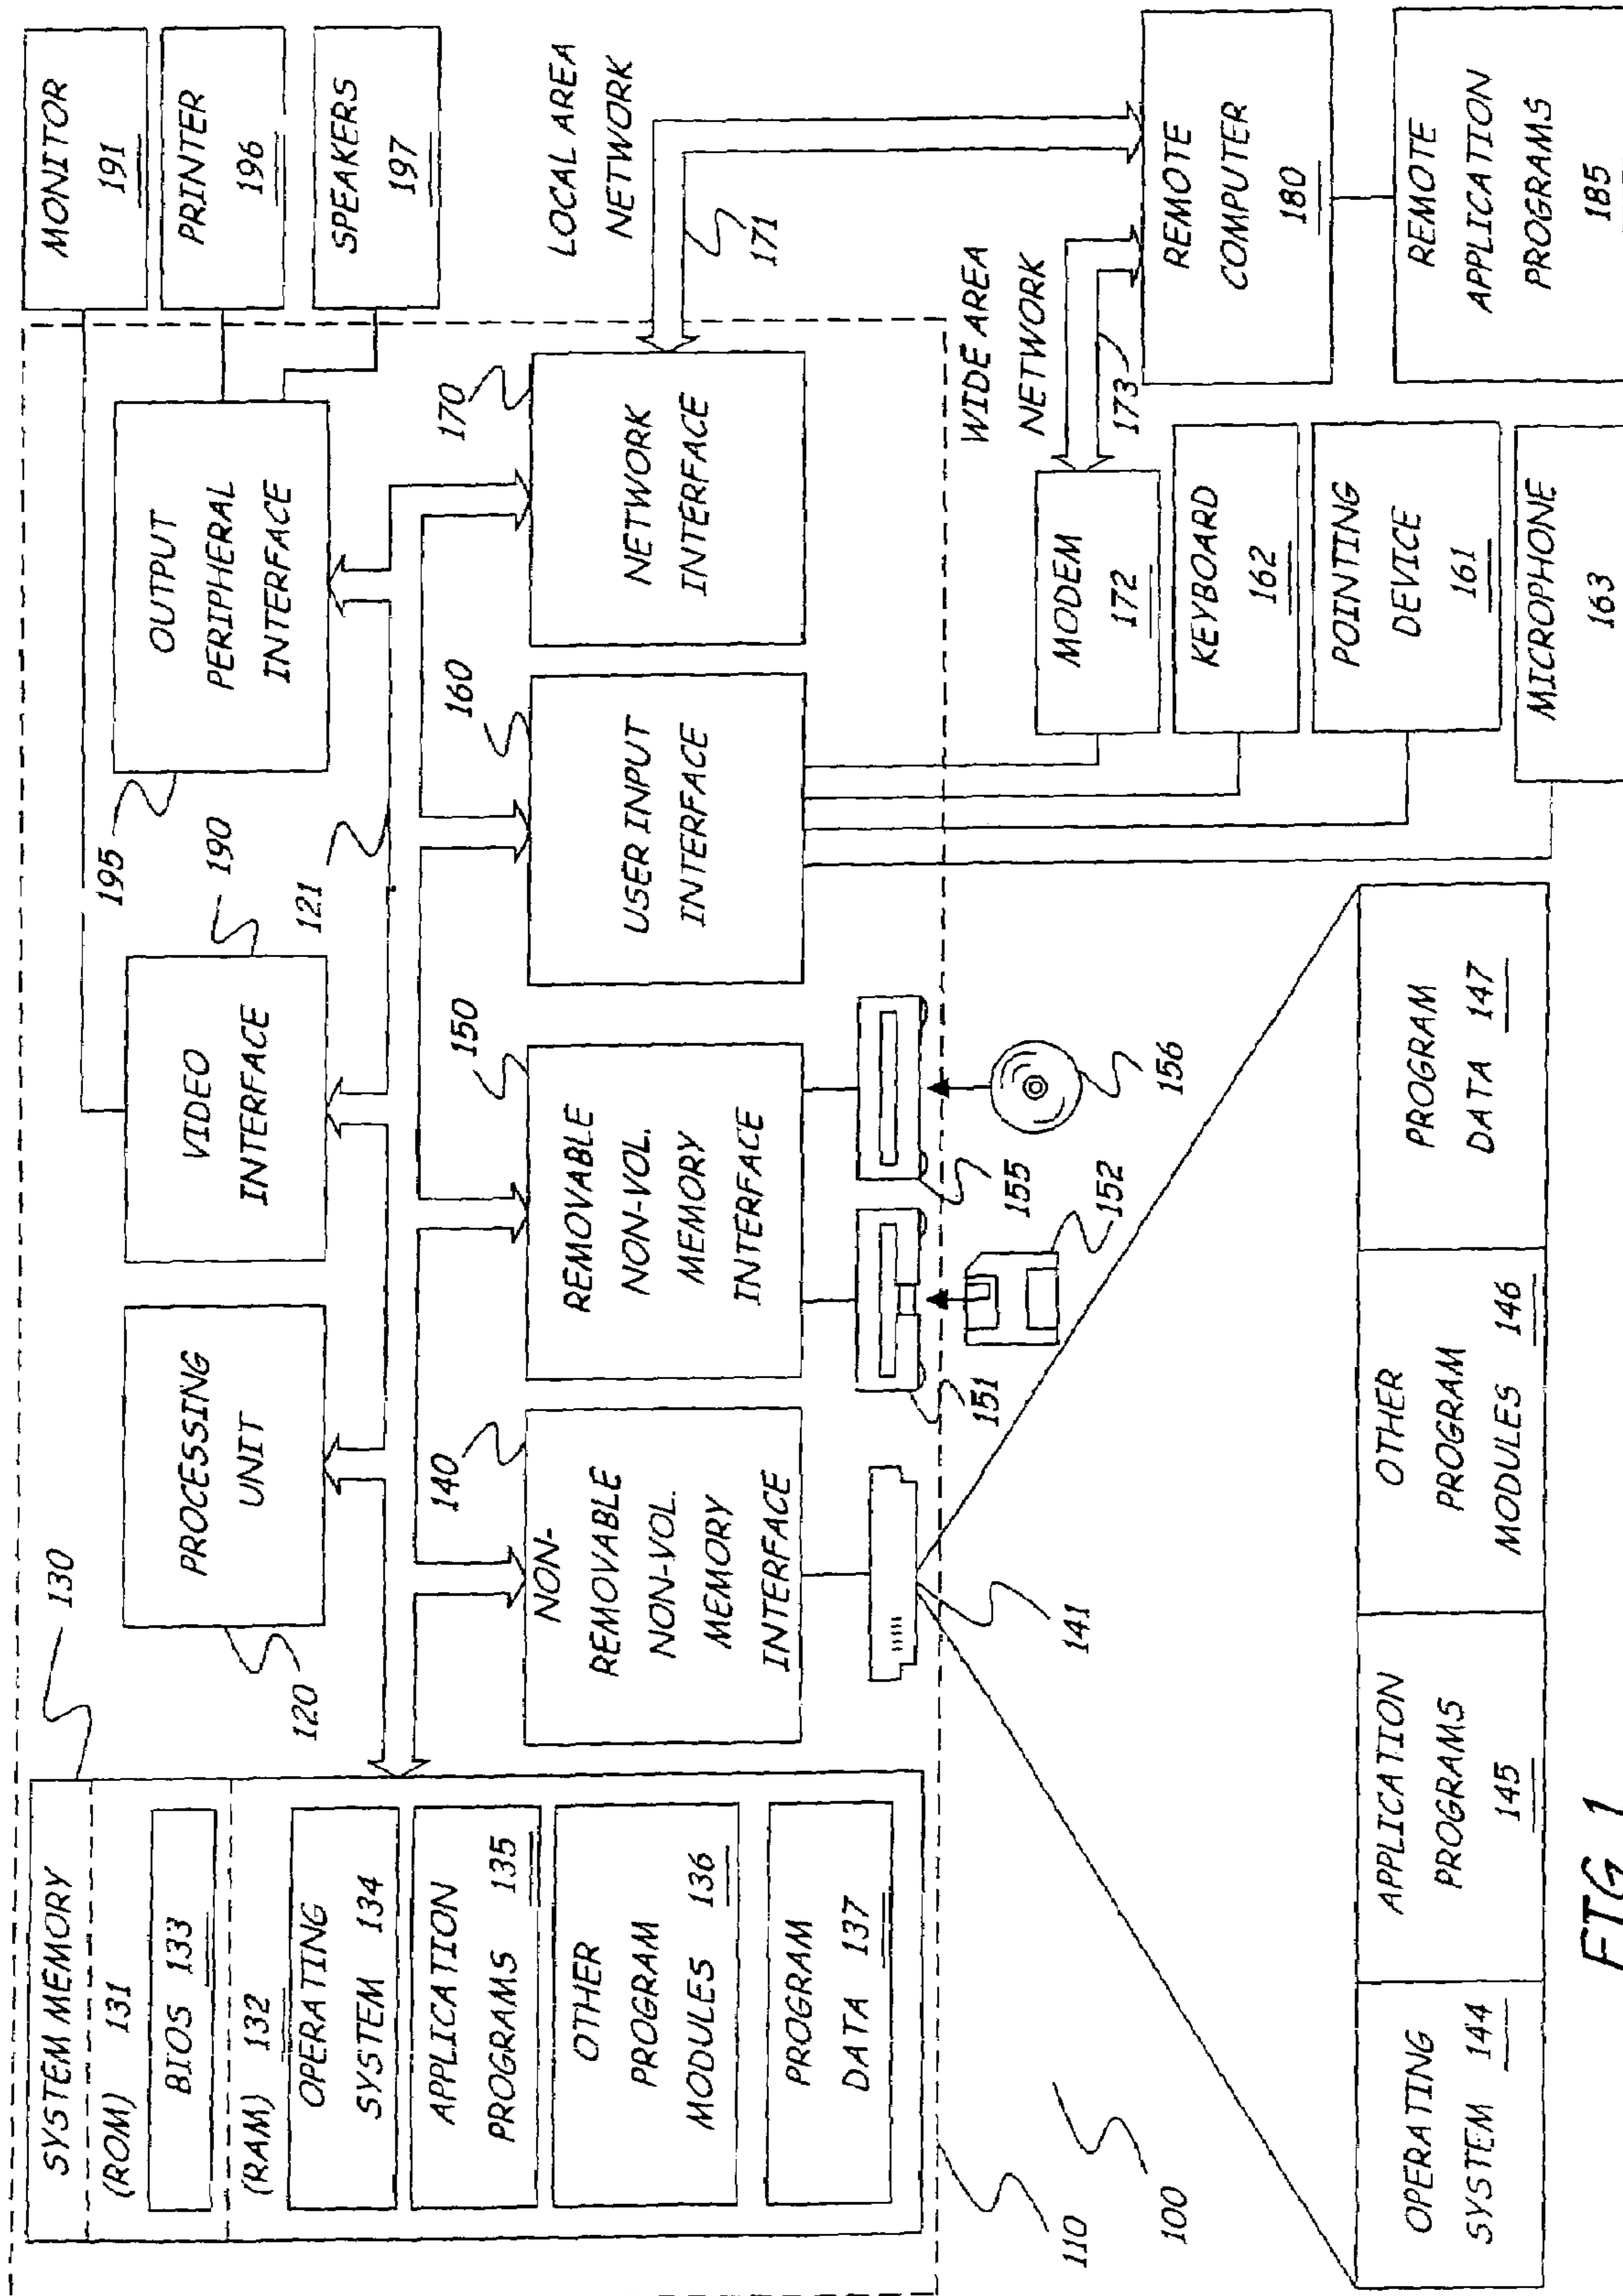 SYSTEM MEMORY
(ROM) 131
BIOS 133
(RAM) 132
OPERATING
SYSTEM 134
APPLICATION
PROGRAMS 135
OTHER
PROGRAM
MODULES 136
PROGRAM
DATA 137
130
PROCESSING
UNIT
120
VIDEO
INTERFACE
190
121
OUTPUT
PERIPHERAL
INTERFACE
195
MONITOR
191
PRINTER
196
SPEAKERS
197
140
NON-
REMOVABLE
NON-VOL.
MEMORY
INTERFACE
150
REMOVABLE
NON-VOL.
MEMORY
INTERFACE
160
USER INPUT
INTERFACE
170
NETWORK
INTERFACE
LOCAL AREA
NETWORK
171
141
151
155
152
156
WIDE AREA
NETWORK
173
MODEM
172
KEYBOARD
162
POINTING
DEVICE
161
MICROPHONE
163
REMOTE
COMPUTER
180
REMOTE
APPLICATION
PROGRAMS
185
110
100
OPERATING
SYSTEM 144
APPLICATION
PROGRAMS
145
OTHER
PROGRAM
MODULES 146
PROGRAM
DATA 147
FIG. 1